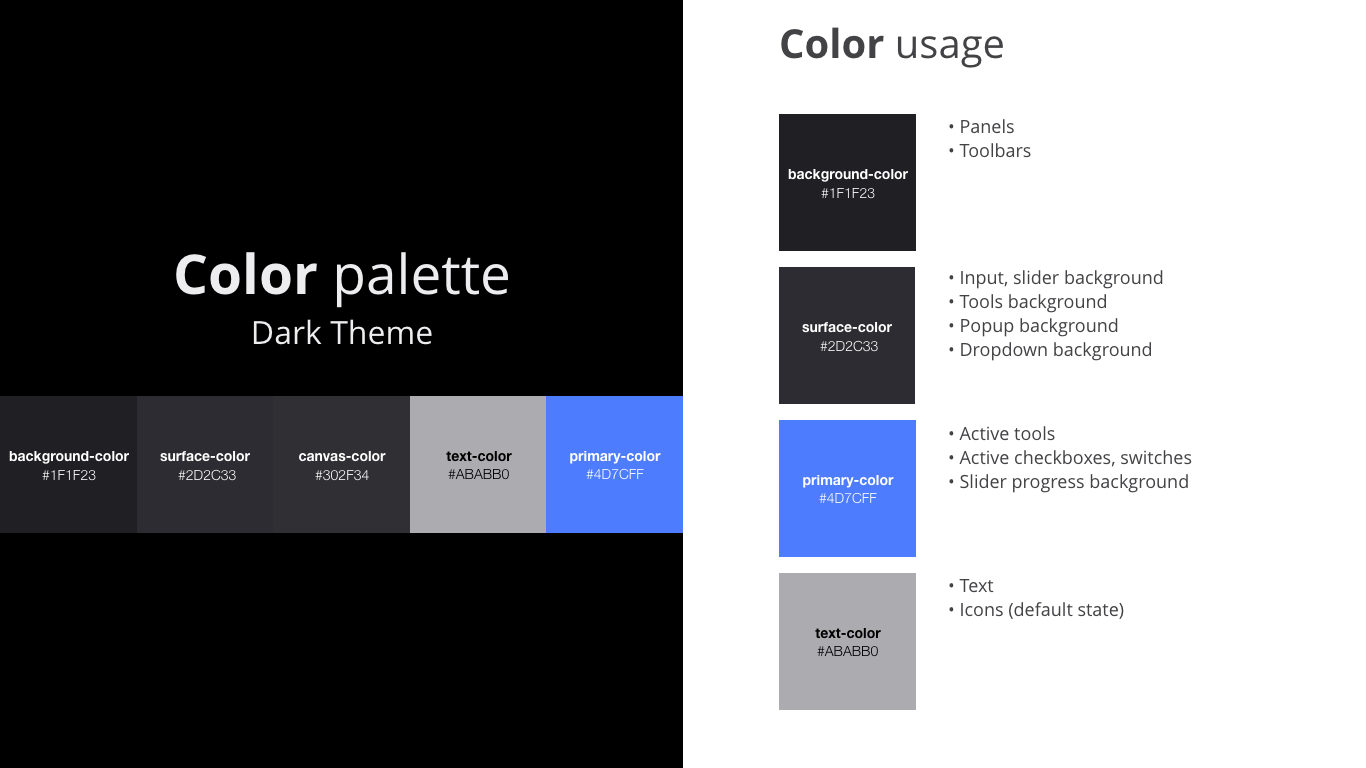 Color palette
Dark Theme
background-color
#1F1F23
surface-color
#2D2C33
canvas-color
#302F34
text-color
#ABABB0
primary-color
#4D7CFF
Color usage
background-color
#1F1F23
• Panels
• Toolbars
surface-color
#2D2C33
• Input, slider background
• Tools background
• Popup background
• Dropdown background
primary-color
#4D7CFF
• Active tools
• Active checkboxes, switches
• Slider progress background
text-color
#ABABB0
• Text
• Icons (default state)